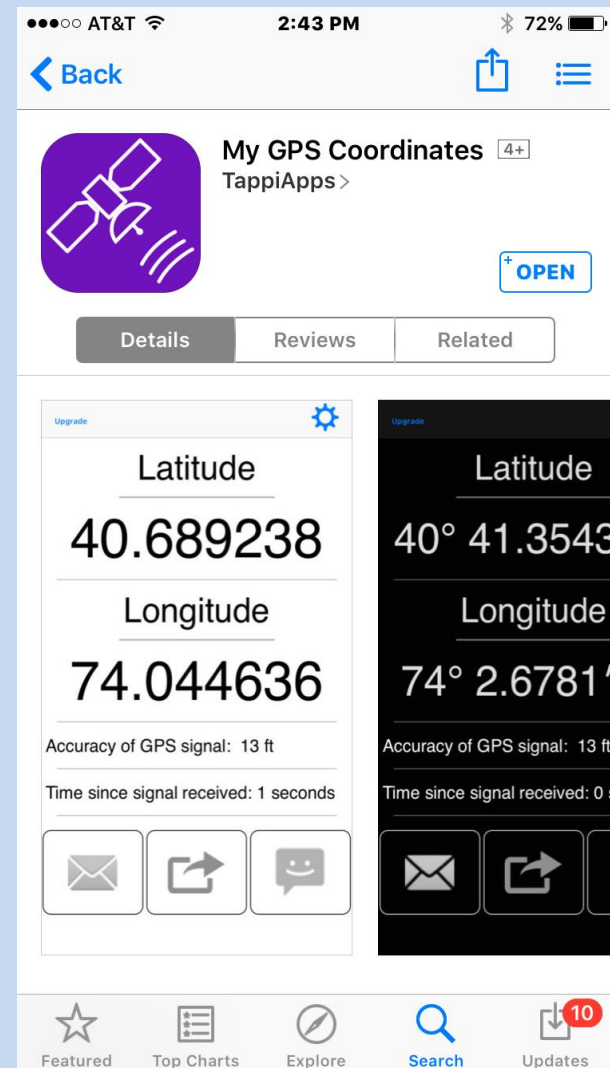 AT&T 2:43 PM 72%
Back
My GPS Coordinates 4+
TappiApps
+ OPEN
Details Reviews Related
Upgrade
Latitude
40.689238
Longitude
74.044636
Accuracy of GPS signal: 13 ft
Time since signal received: 1 seconds
Upgrade
Latitude
40° 41.3543
Longitude
74° 2.6781'
Accuracy of GPS signal: 13 ft
Time since signal received: 0 s
Featured Top Charts Explore Search Updates
10